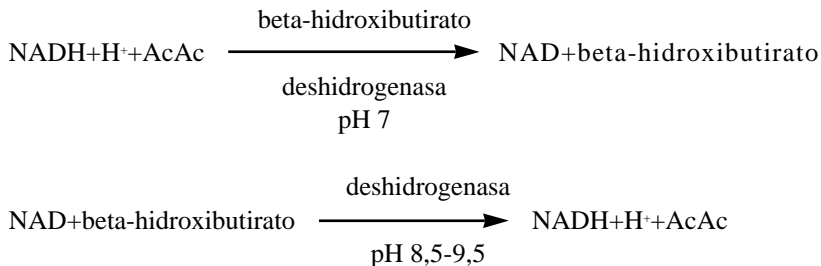 beta-hidroxibutirato
NADH+H⁺+AcAc NAD+beta-hidroxibutirato
deshidrogenasa
pH 7
deshidrogenasa
NAD+beta-hidroxibutirato NADH+H⁺+AcAc
pH 8,5-9,5